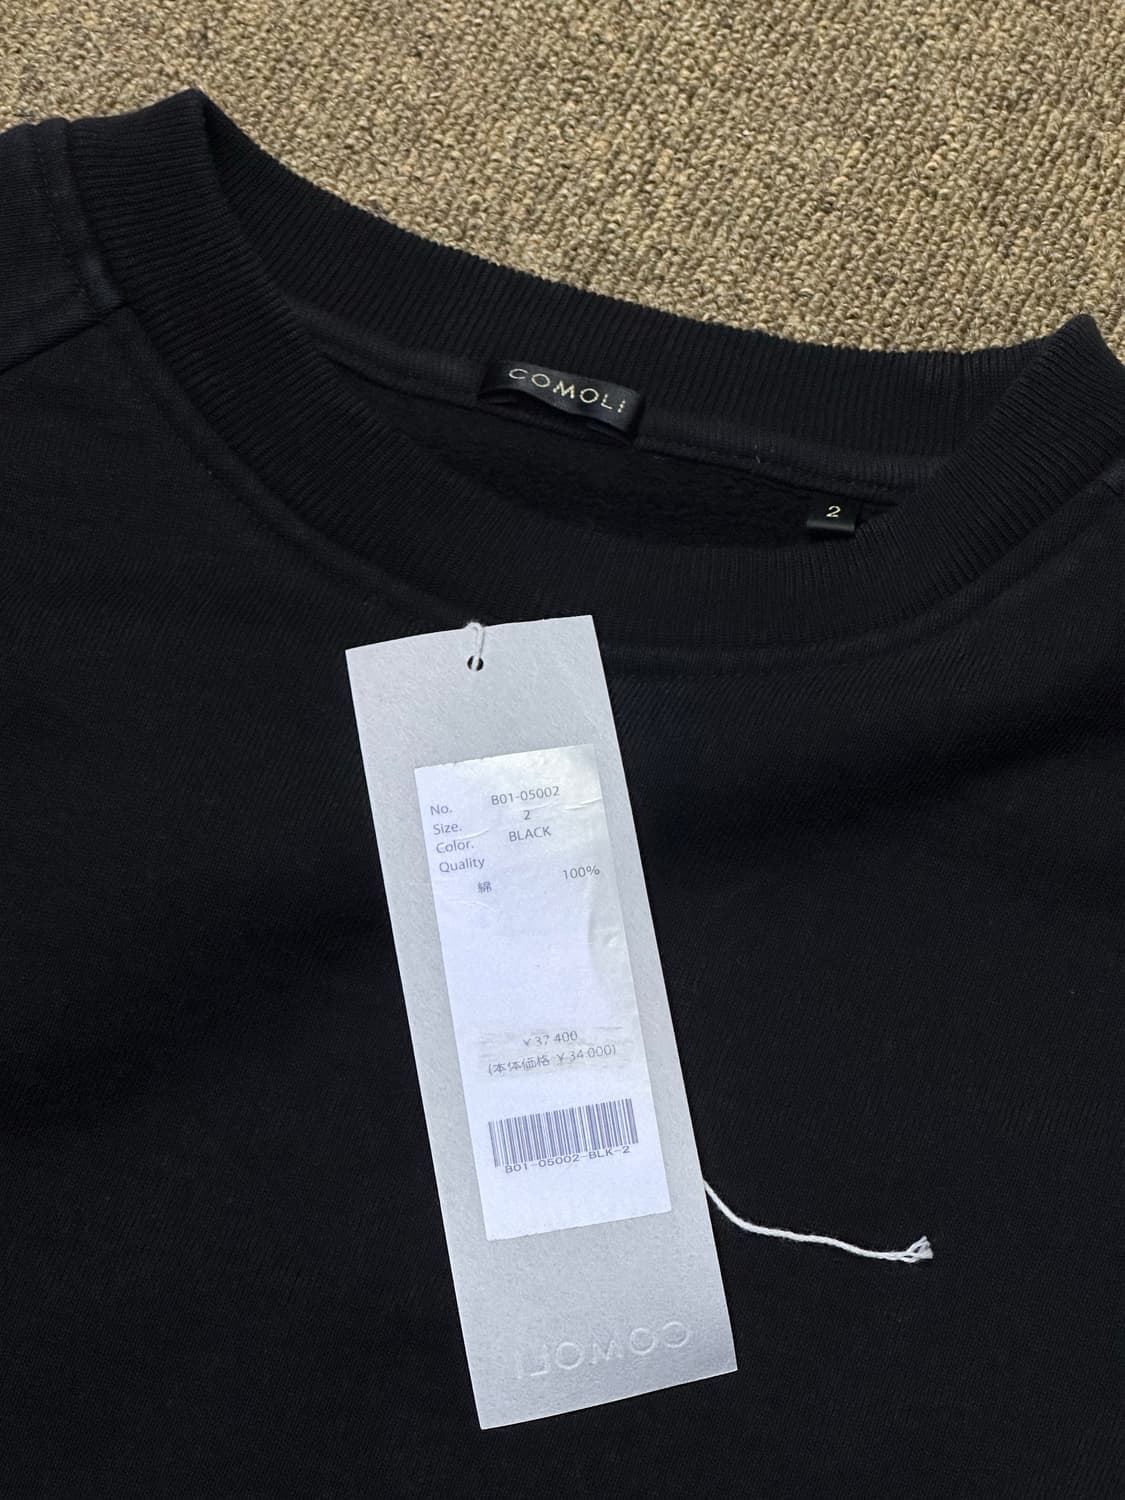 COMOLI
2
No. B01-05002
Size. 2
Color. BLACK
Quality
綿 100%
¥ 37 400
(本体価格 ¥ 34 000)
B01-05002-BLK-2
COMOLI